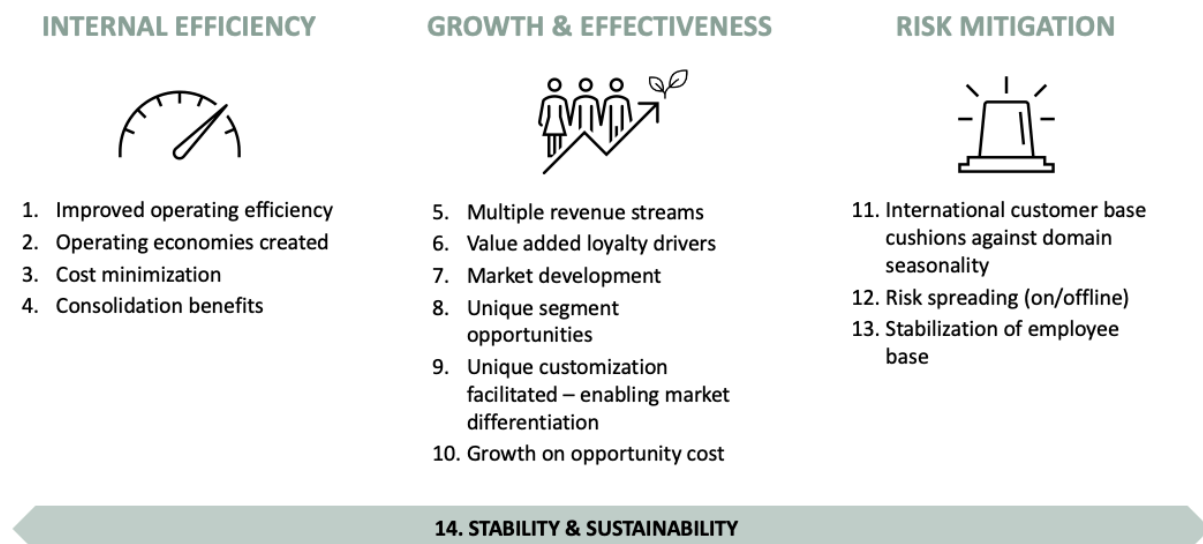 INTERNAL EFFICIENCY
1. Improved operating efficiency
2. Operating economies created
3. Cost minimization
4. Consolidation benefits
GROWTH & EFFECTIVENESS
5. Multiple revenue streams
6. Value added loyalty drivers
7. Market development
8. Unique segment
opportunities
9. Unique customization
facilitated – enabling market
differentiation
10. Growth on opportunity cost
RISK MITIGATION
11. International customer base
cushions against domain
seasonality
12. Risk spreading (on/offline)
13. Stabilization of employee
base
14. STABILITY & SUSTAINABILITY